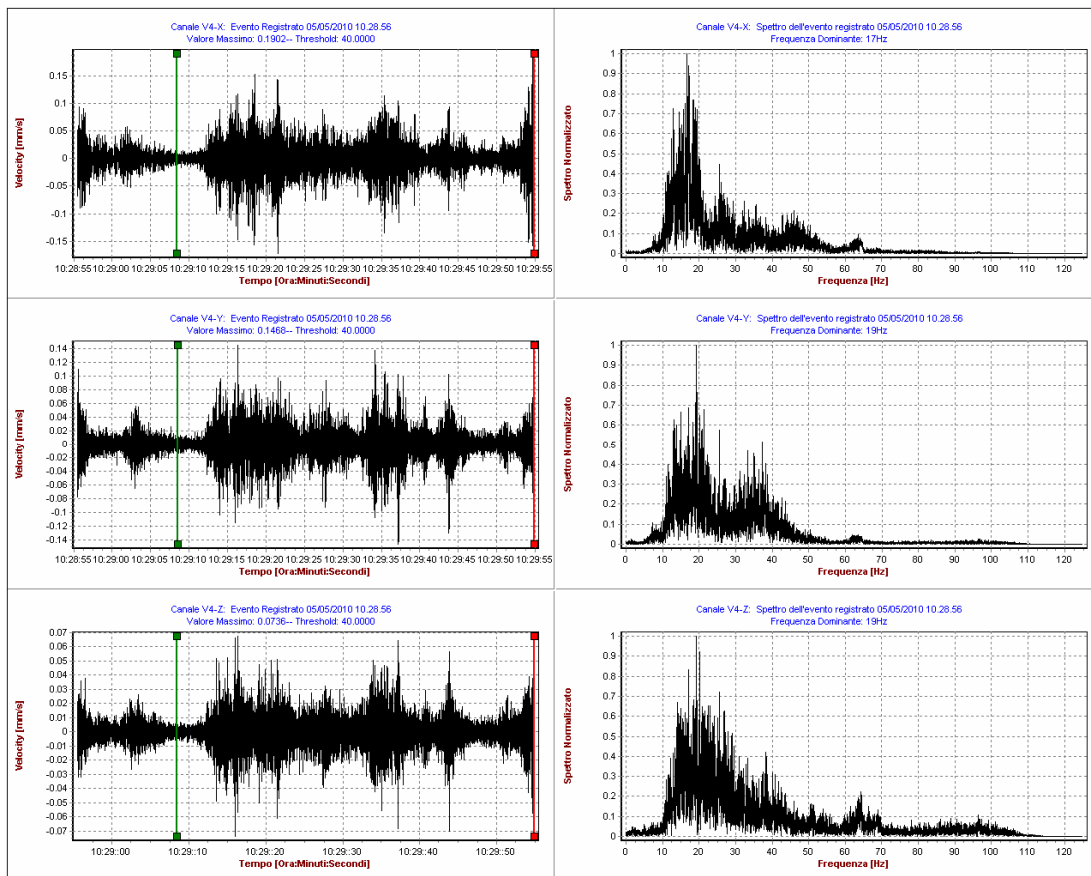 Canale V4-X: Evento Registrato 05/05/2010 10.28.56
Valore Massimo: 0.1902-- Threshold: 40.0000
Velocity [mm/s]
0.15
0.1
0.05
0
-0.05
-0.1
-0.15
10:28:55 10:29:00 10:29:05 10:29:10 10:29:15 10:29:20 10:29:25 10:29:30 10:29:35 10:29:40 10:29:45 10:29:50 10:29:55
Tempo [Ora:Minuti:Secondi]
Canale V4-X: Spettro dell'evento registrato 05/05/2010 10.28.56
Frequenza Dominante: 17Hz
Spettro Normalizzato
1
0.9
0.8
0.7
0.6
0.5
0.4
0.3
0.2
0.1
0
0 10 20 30 40 50 60 70 80 90 100 110 120
Frequenza [Hz]
Canale V4-Y: Evento Registrato 05/05/2010 10.28.56
Valore Massimo: 0.1468-- Threshold: 40.0000
Velocity [mm/s]
0.14
0.12
0.1
0.08
0.06
0.04
0.02
0
-0.02
-0.04
-0.06
-0.08
-0.1
-0.12
-0.14
10:28:55 10:29:00 10:29:05 10:29:10 10:29:15 10:29:20 10:29:25 10:29:30 10:29:35 10:29:40 10:29:45 10:29:50 10:29:55
Tempo [Ora:Minuti:Secondi]
Canale V4-Y: Spettro dell'evento registrato 05/05/2010 10.28.56
Frequenza Dominante: 19Hz
Spettro Normalizzato
1
0.9
0.8
0.7
0.6
0.5
0.4
0.3
0.2
0.1
0
0 10 20 30 40 50 60 70 80 90 100 110 120
Frequenza [Hz]
Canale V4-Z: Evento Registrato 05/05/2010 10.28.56
Valore Massimo: 0.0736-- Threshold: 40.0000
Velocity [mm/s]
0.07
0.06
0.05
0.04
0.03
0.02
0.01
0
-0.01
-0.02
-0.03
-0.04
-0.05
-0.06
-0.07
10:29::00 10:29::10 10:29::20 10:29::30 10:29::40 10:29::50
Tempo [Ora:Minuti:Secondi]
Canale V4-Z: Spettro dell'evento registrato 05/05/2010 10.28.56
Frequenza Dominante: 19Hz
Spettro Normalizzato
1
0.9
0.8
0.7
0.6
0.5
0.4
0.3
0.2
0.1
0
0 10 20 30 40 50 60 70 80 90 100 110 120
Frequenza [Hz]